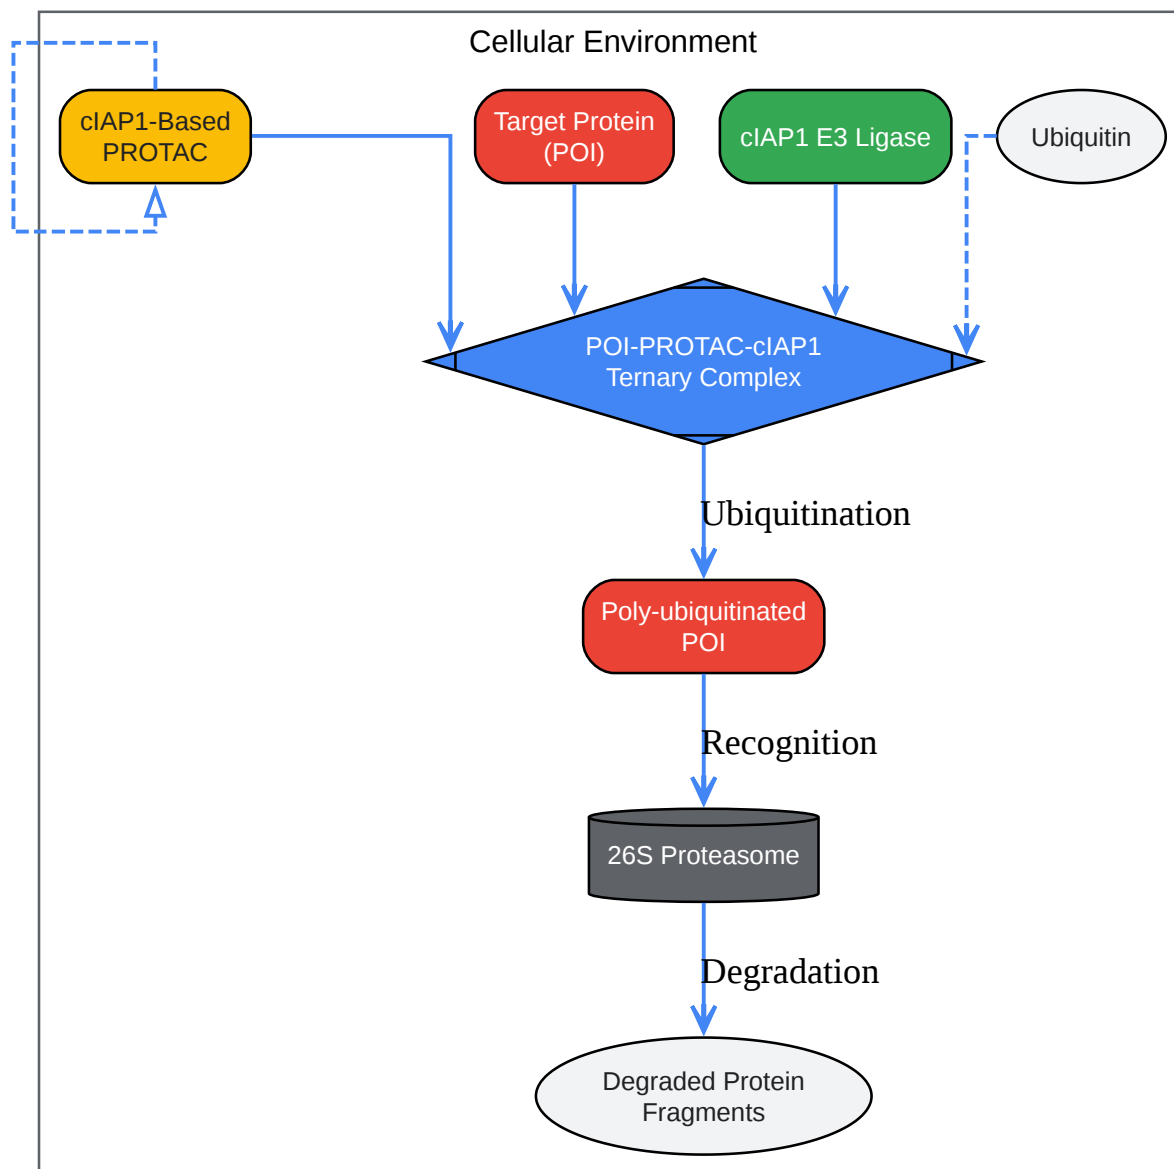 Cellular Environment
cIAP1-Based
PROTAC
Target Protein
(POI)
cIAP1 E3 Ligase
Ubiquitin
POI-PROTAC-cIAP1
Ternary Complex
Ubiquitination
Poly-ubiquitinated
POI
Recognition
26S Proteasome
Degradation
Degraded Protein
Fragments